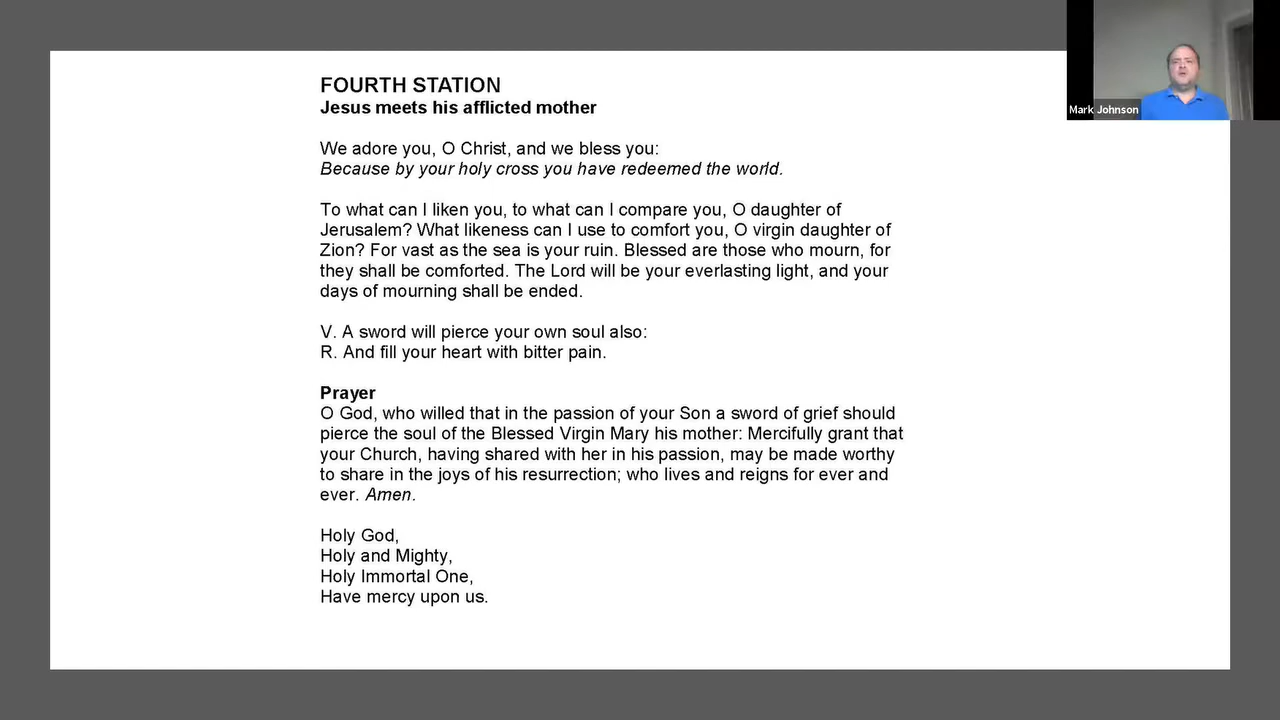 FOURTH STATION
Jesus meets his afflicted mother
We adore you, O Christ, and we bless you:
Because by your holy cross you have redeemed the world.
To what can I liken you, to what can I compare you, O daughter of
Jerusalem? What likeness can I use to comfort you, O virgin daughter of
Zion? For vast as the sea is your ruin. Blessed are those who mourn, for
they shall be comforted. The Lord will be your everlasting light, and your
days of mourning shall be ended.
V. A sword will pierce your own soul also:
R. And fill your heart with bitter pain.
Prayer
O God, who willed that in the passion of your Son a sword of grief should
pierce the soul of the Blessed Virgin Mary his mother: Mercifully grant that
your Church, having shared with her in his passion, may be made worthy
to share in the joys of his resurrection; who lives and reigns for ever and
ever. Amen.
Holy God,
Holy and Mighty,
Holy Immortal One,
Have mercy upon us.
Mark Johnson